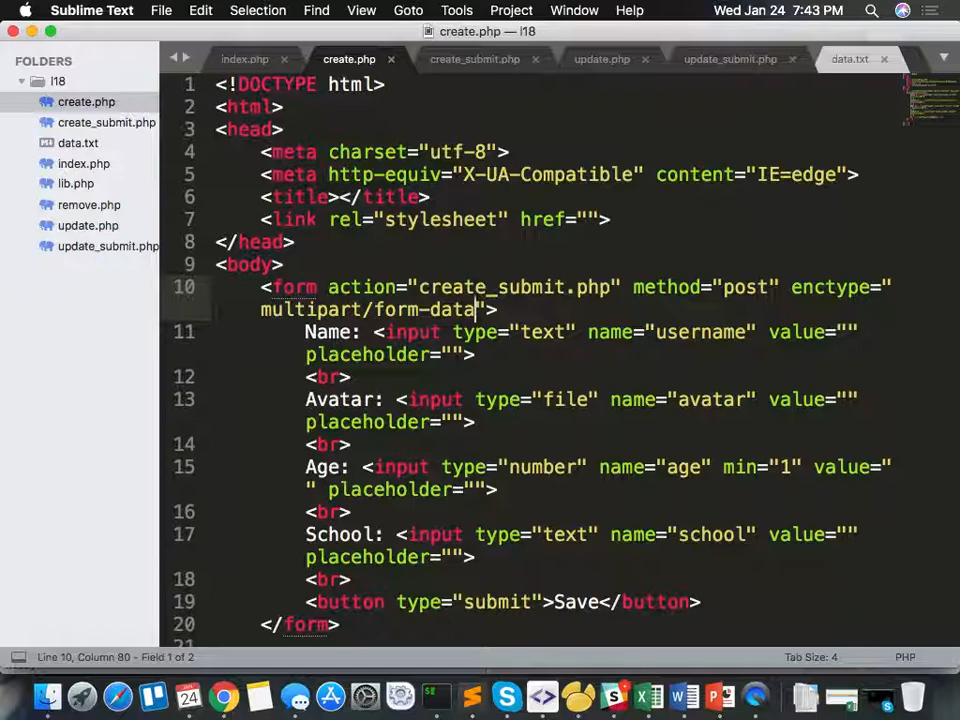 Sublime Text File Edit Selection Find View Goto Tools Project Window Help Wed Jan 24 7:43 PM
create.php — l18
FOLDERS
l18
create.php
create_submit.php
data.txt
index.php
lib.php
remove.php
update.php
update_submit.php
index.php create.php create_submit.php update.php update_submit.php data.txt
1 <!DOCTYPE html>
2 <html>
3 <head>
4 <meta charset="utf-8">
5 <meta http-equiv="X-UA-Compatible" content="IE=edge">
6 <title></title>
7 <link rel="stylesheet" href="">
8 </head>
9 <body>
10 <form action="create_submit.php" method="post" enctype="
multipart/form-data">
11 Name: <input type="text" name="username" value=""
placeholder="">
12 <br>
13 Avatar: <input type="file" name="avatar" value=""
placeholder="">
14 <br>
15 Age: <input type="number" name="age" min="1" value="
" placeholder="">
16 <br>
17 School: <input type="text" name="school" value=""
placeholder="">
18 <br>
19 <button type="submit">Save</button>
20 </form>
21
Line 10, Column 80 - Field 1 of 2 Tab Size: 4 PHP
24